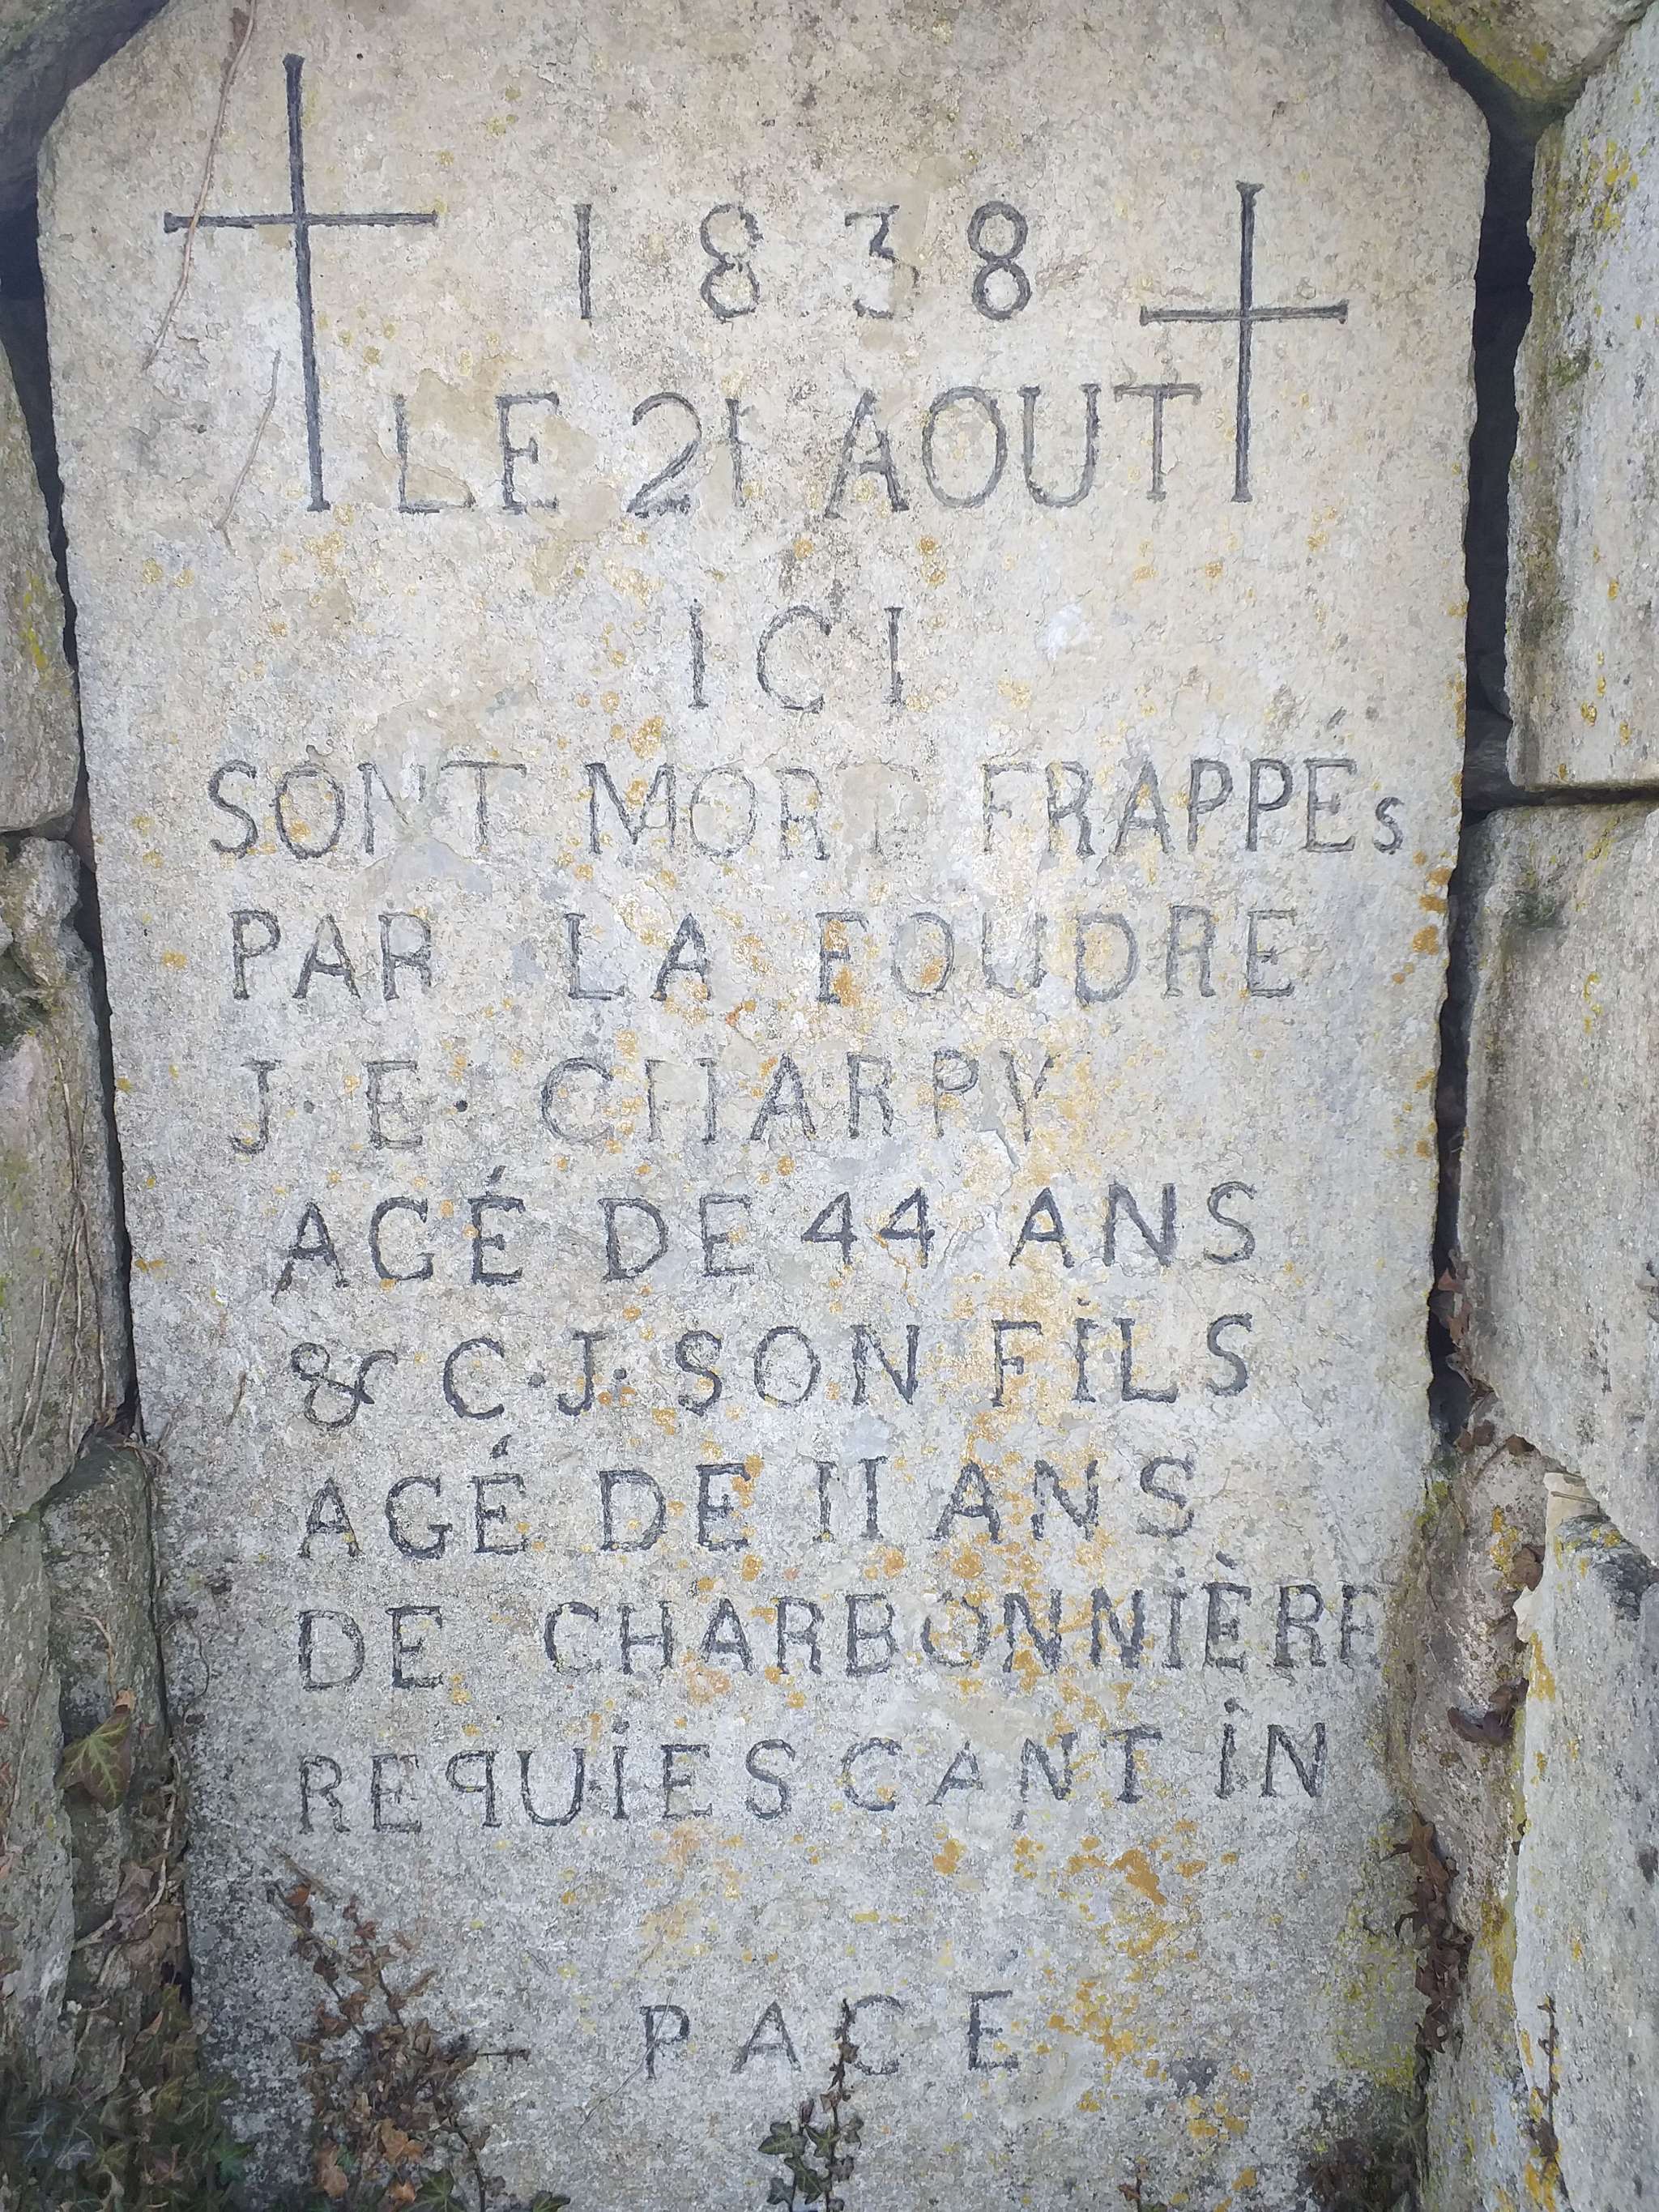 1838
LE 21 AOUT
ICI
SONT MORT FRAPPÉs
PAR LA FOUDRE
J. E. CHARPY
AGÉ DE 44 ANS
& C.J. SON FILS
AGÉ DE 11 ANS
DE CHARBONNIÈRE
REQUIESCANT IN
PACE